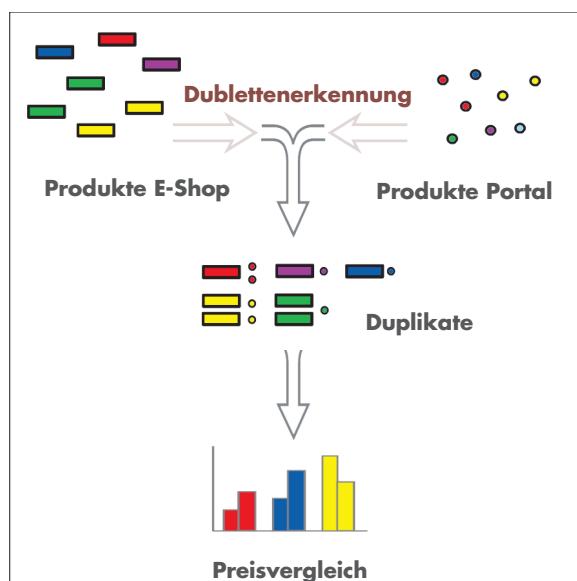 Dublettenerkennung
Produkte E-Shop
Produkte Portal
Duplikate
Preisvergleich